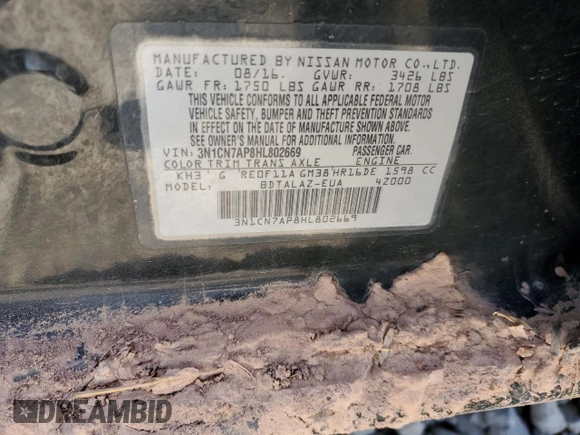 MANUFACTURED BY NISSAN MOTOR CO.,LTD.
DATE: 08/16. GVWR: 3426 LBS
GAWR FR: 1750 LBS GAWR RR: 1708 LBS
THIS VEHICLE CONFORMS TO ALL APPLICABLE FEDERAL MOTOR
VEHICLE SAFETY, BUMPER AND THEFT PREVENTION STANDARDS
IN EFFECT ON THE DATE OF MANUFACTURE SHOWN ABOVE.
SEE OWNER'S MANUAL FOR ADDITIONAL INFORMATION.
VIN: 3N1CN7AP8HL802669 PASSENGER CAR.
COLOR TRIM TRANS AXLE ENGINE
KH3 G RE0F11A GM38 HR16DE 1598 CC
MODEL: BDTALAZ-EUA 4Z000
3N1CN7AP8HL802669
DREAMBID